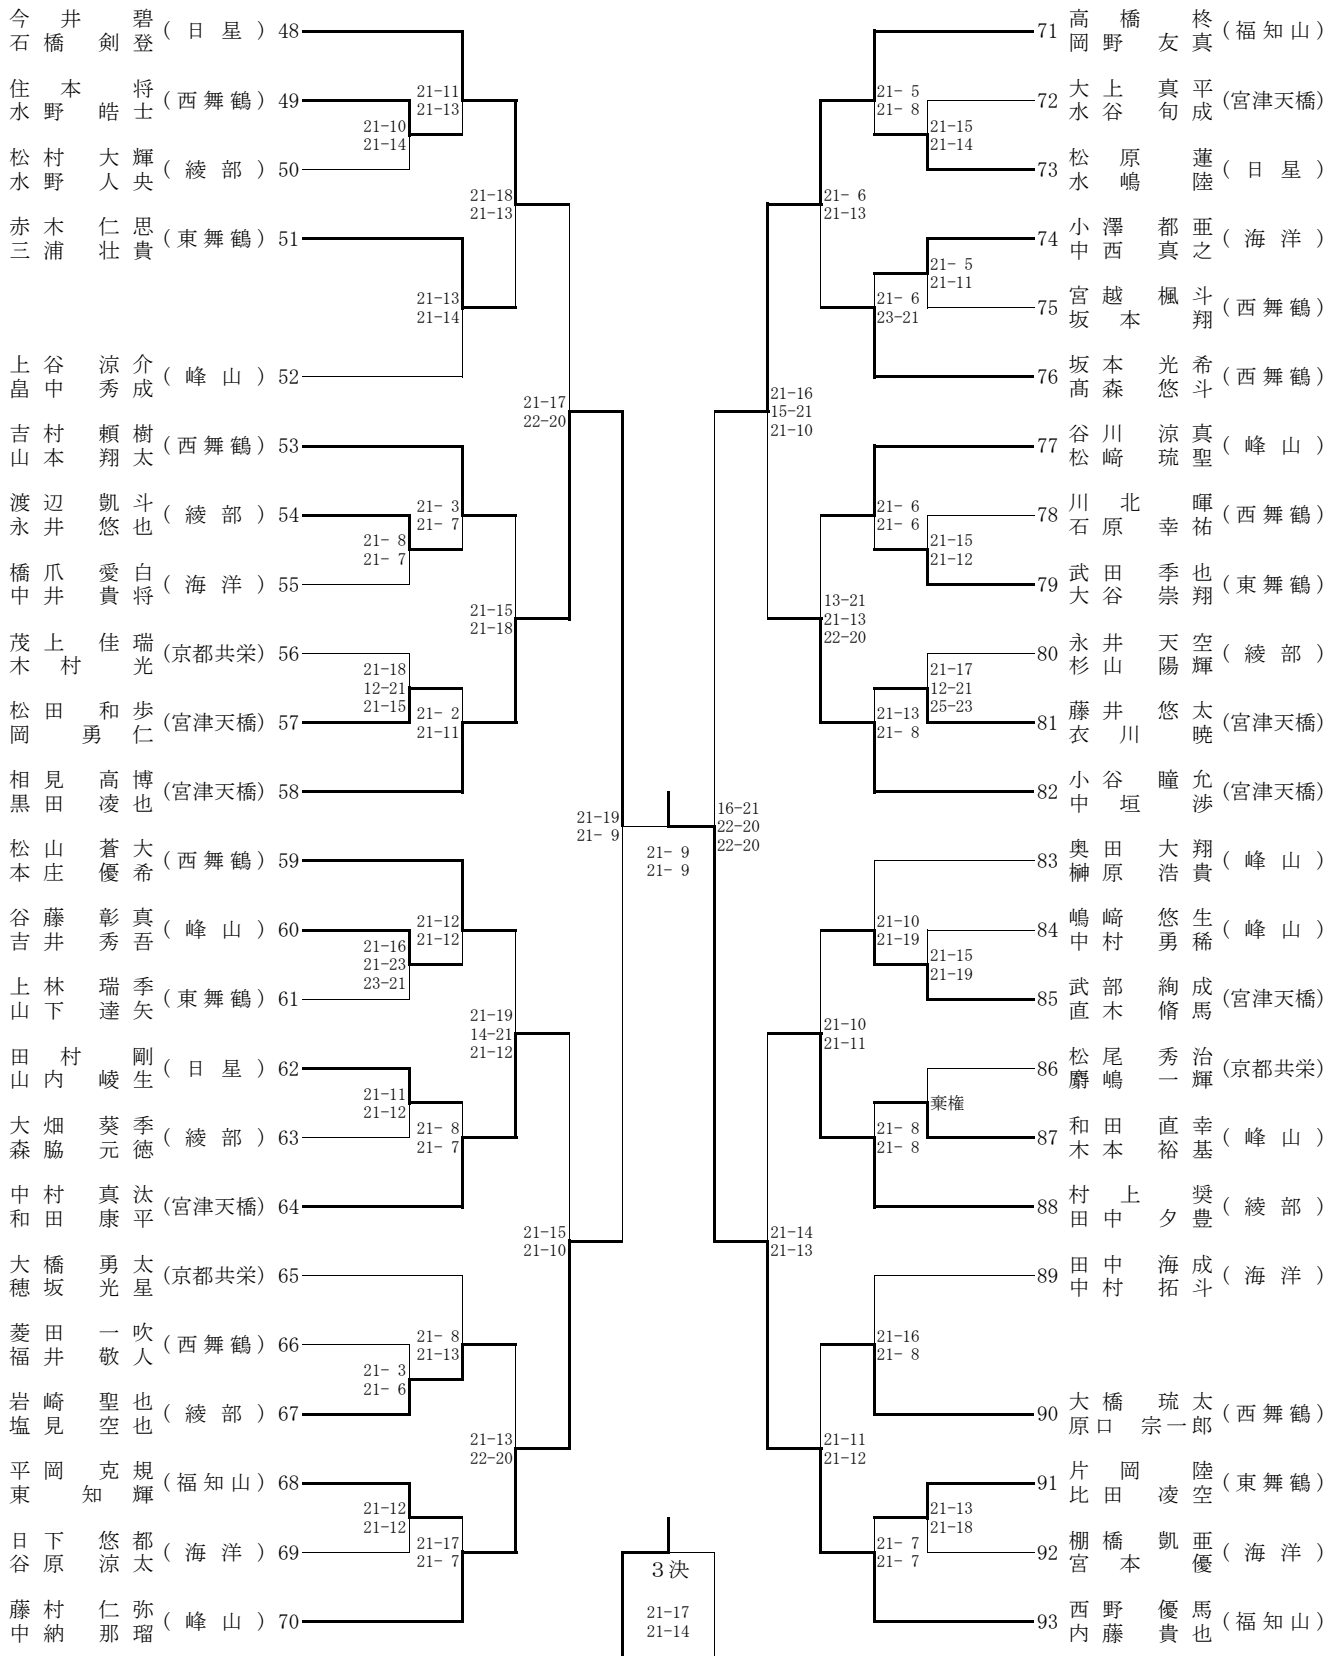 今井 碧
石橋 剣登 (日星) 48
住本 将
水野 皓士 (西舞鶴) 49
松村 大輝
水野 人央 (綾部) 50
赤木 仁思
三浦 壮貴 (東舞鶴) 51
上谷 涼介
畠中 秀成 (峰山) 52
吉村 頼樹
山本 翔太 (西舞鶴) 53
渡辺 凱斗
永井 悠也 (綾部) 54
橋爪 愛白
中井 貴将 (海洋) 55
茂上 佳瑞
木村 光 (京都共栄) 56
松田 和歩
岡 勇仁 (宮津天橋) 57
相見 高博
黒田 凌也 (宮津天橋) 58
松山 蒼大
本庄 優希 (西舞鶴) 59
谷藤 彰真
吉井 秀吾 (峰山) 60
上林 瑞季
山下 達矢 (東舞鶴) 61
田村 剛
山内 崚生 (日星) 62
大畑 葵季
森脇 元徳 (綾部) 63
中村 真汰
和田 康平 (宮津天橋) 64
大橋 勇太
穂坂 光星 (京都共栄) 65
菱田 一吹
福井 敬人 (西舞鶴) 66
岩崎 聖也
塩見 空也 (綾部) 67
平岡 克規
東 知輝 (福知山) 68
日下 悠都
谷原 涼太 (海洋) 69
藤村 仁弥
中納 那瑠 (峰山) 70
21-10
21-14
21-11
21-13
21-13
21-14
21-18
21-13
21- 8
21- 7
21- 3
21- 7
21-18
12-21
21-15
21- 2
21-11
21-15
21-18
21-17
22-20
21-16
21-23
23-21
21-12
21-12
21-11
21-12
21- 8
21- 7
21-19
14-21
21-12
21- 3
21- 6
21- 8
21-13
21-12
21-12
21-17
21- 7
21-13
22-20
21-15
21-10
21-19
21- 9
21- 9
21- 9
16-21
22-20
22-20
3決
21-17
21-14
71 高橋 柊
岡野 友真 (福知山)
72 大上 真平
水谷 旬成 (宮津天橋)
73 松原 蓮
水嶋 陸 (日星)
74 小澤 都亜
中西 真之 (海洋)
75 宮越 楓斗
坂本 翔 (西舞鶴)
76 坂本 光希
髙森 悠斗 (西舞鶴)
77 谷川 涼真
松﨑 琉聖 (峰山)
78 川北 暉
石原 幸祐 (西舞鶴)
79 武田 季也
大谷 崇翔 (東舞鶴)
80 永井 天空
杉山 陽輝 (綾部)
81 藤井 悠太
衣川 暁 (宮津天橋)
82 小谷 瞳允
中垣 渉 (宮津天橋)
83 奥田 大翔
榊原 浩貴 (峰山)
84 嶋﨑 悠生
中村 勇稀 (峰山)
85 武部 絢成
直木 脩馬 (宮津天橋)
86 松尾 秀治
麝嶋 一輝 (京都共栄)
87 和田 直幸
木本 裕基 (峰山)
88 村上 奨
田中 夕豊 (綾部)
89 田中 海成
中村 拓斗 (海洋)
90 大橋 琉太
原口 宗一郎 (西舞鶴)
91 片岡 陸
比田 凌空 (東舞鶴)
92 棚橋 凱亜
宮本 優 (海洋)
93 西野 優馬
内藤 貴也 (福知山)
21- 5
21- 8
21-15
21-14
21- 6
21-13
21- 5
21-11
21- 6
23-21
21-16
15-21
21-10
21- 6
21- 6
21-15
21-12
13-21
21-13
22-20
21-17
12-21
25-23
21-13
21- 8
21-10
21-19
21-15
21-19
21-10
21-11
棄権
21- 8
21- 8
21-14
21-13
21-16
21- 8
21-11
21-12
21-13
21-18
21- 7
21- 7